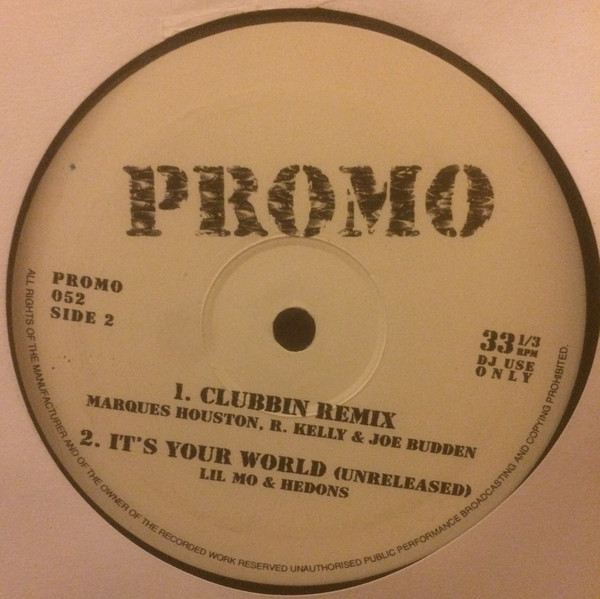 PROMO
PROMO
052
SIDE 2
33 1/3
RPM
DJ USE
ONLY
1. CLUBBIN REMIX
MARQUES HOUSTON, R. KELLY & JOE BUDDEN
2. IT'S YOUR WORLD (UNRELEASED)
LIL MO & HEDONS
ALL RIGHTS OF THE MANUFACTURER AND OF THE OWNER OF THE RECORDED WORK RESERVED UNAUTHORISED PUBLIC PERFORMANCE BROADCASTING AND COPYING PROHIBITED.